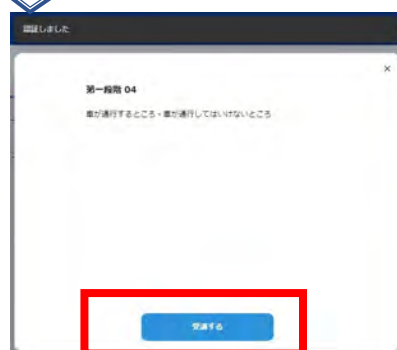 認証しました
×
第一段階 04
車が通行するところ・車が通行してはいけないところ
受講する